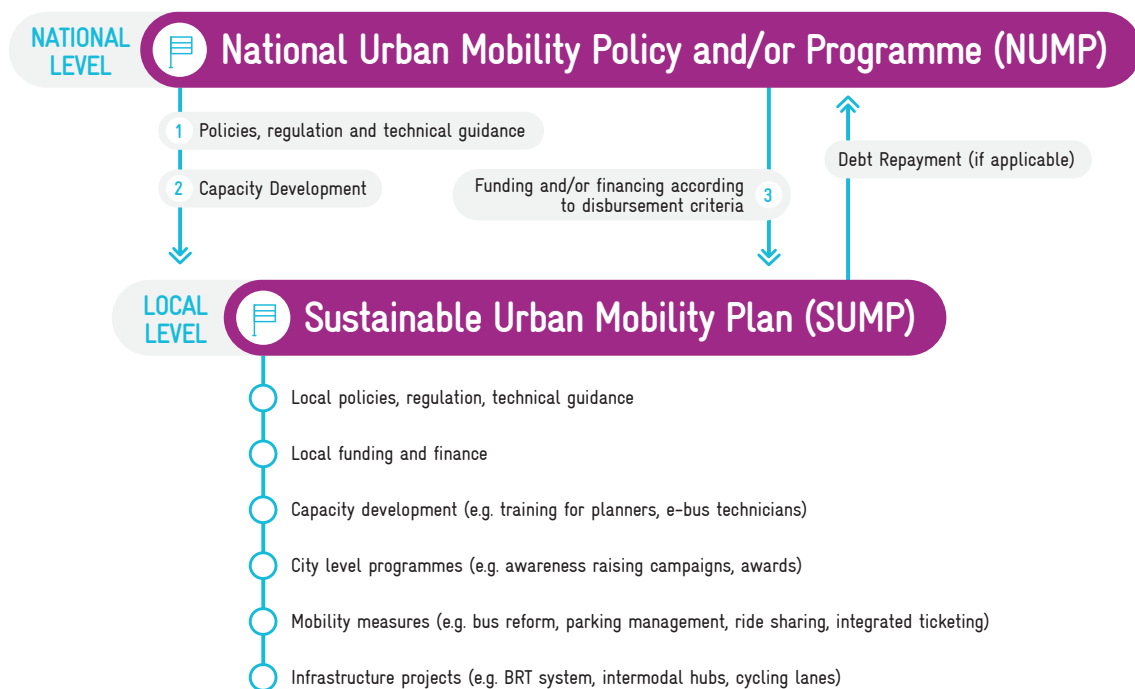 NATIONAL
LEVEL
National Urban Mobility Policy and/or Programme (NUMP)
1 Policies, regulation and technical guidance
2 Capacity Development
Funding and/or financing according
to disbursement criteria
3
Debt Repayment (if applicable)
LOCAL
LEVEL
Sustainable Urban Mobility Plan (SUMP)
Local policies, regulation, technical guidance
Local funding and finance
Capacity development (e.g. training for planners, e-bus technicians)
City level programmes (e.g. awareness raising campaigns, awards)
Mobility measures (e.g. bus reform, parking management, ride sharing, integrated ticketing)
Infrastructure projects (e.g. BRT system, intermodal hubs, cycling lanes)